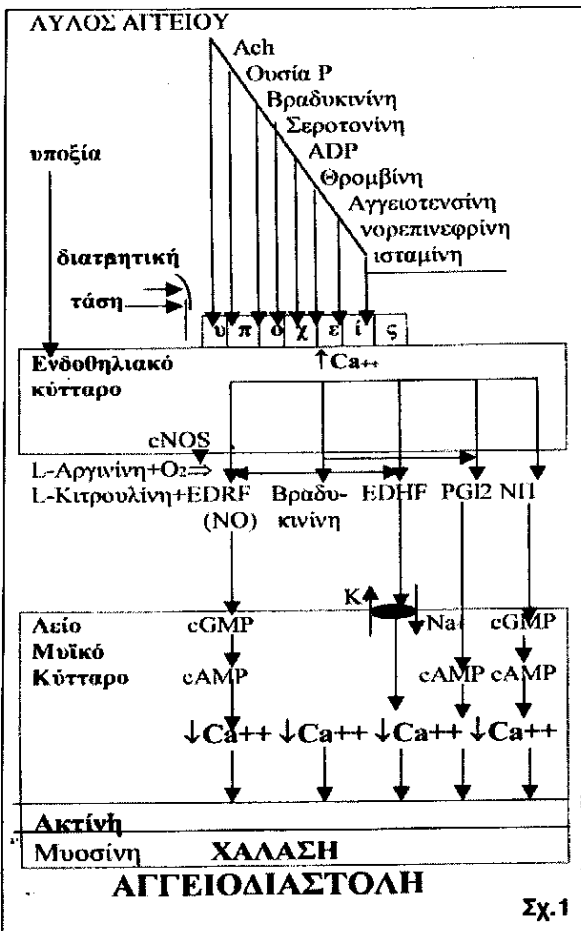 ΑΥΛΟΣ ΑΓΓΕΙΟΥ
Ach
Ουσία P
Βραδυκινίνη
Σεροτονίνη
ADP
Θρομβίνη
Αγγειοτενσίνη
νορεπινεφρίνη
ισταμίνη
υποξία
διατμητική
τάση
υ π ο χ ε ί ς
Ενδοθηλιακό
κύτταρο
↑Ca++
cNOS
L-Αργινίνη+O2⇒
L-Κιτρουλίνη+EDRF Βραδυ- EDHF PGI2 ΝΠ
(NO) κινίνη
K Na
Λείο
Μυϊκό
Κύτταρο
cGMP cGMP
cAMP cAMP cAMP
↓Ca++ ↓Ca++ ↓Ca++ ↓Ca++
Ακτίνη
Μυοσίνη ΧΑΛΑΣΗ
ΑΓΓΕΙΟΔΙΑΣΤΟΛΗ
Σχ.1